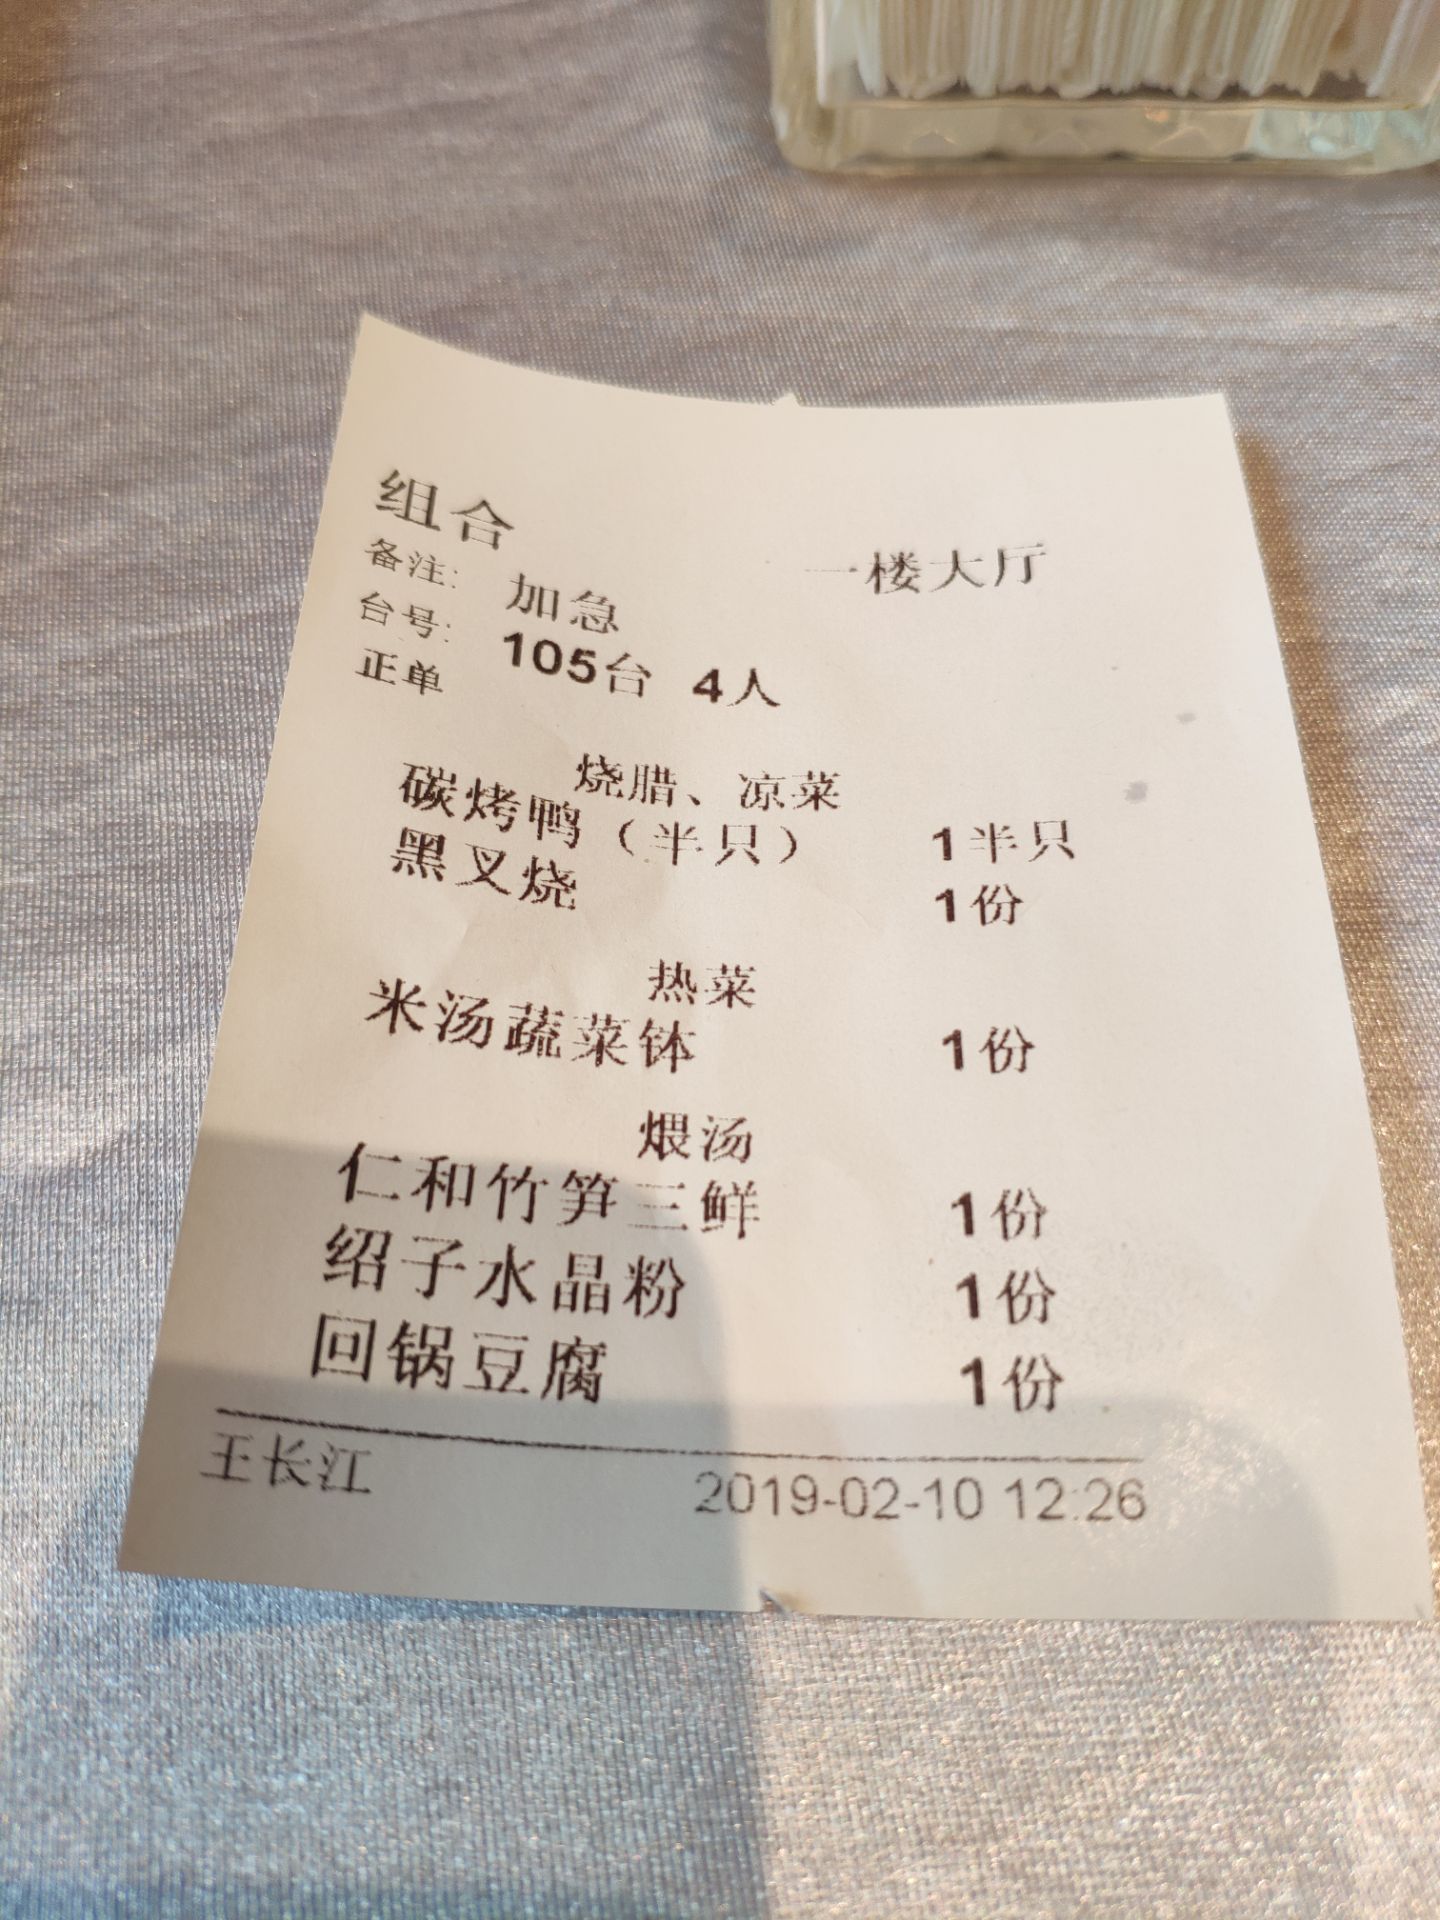 组合
一楼大厅
备注: 加急
台号: 105台 4人
正单
烧腊、凉菜
碳烤鸭（半只） 1半只
黑叉烧 1份
热菜
米汤蔬菜钵 1份
煨汤
仁和竹笋三鲜 1份
绍子水晶粉 1份
回锅豆腐 1份
王长江 2019-02-10 12:26